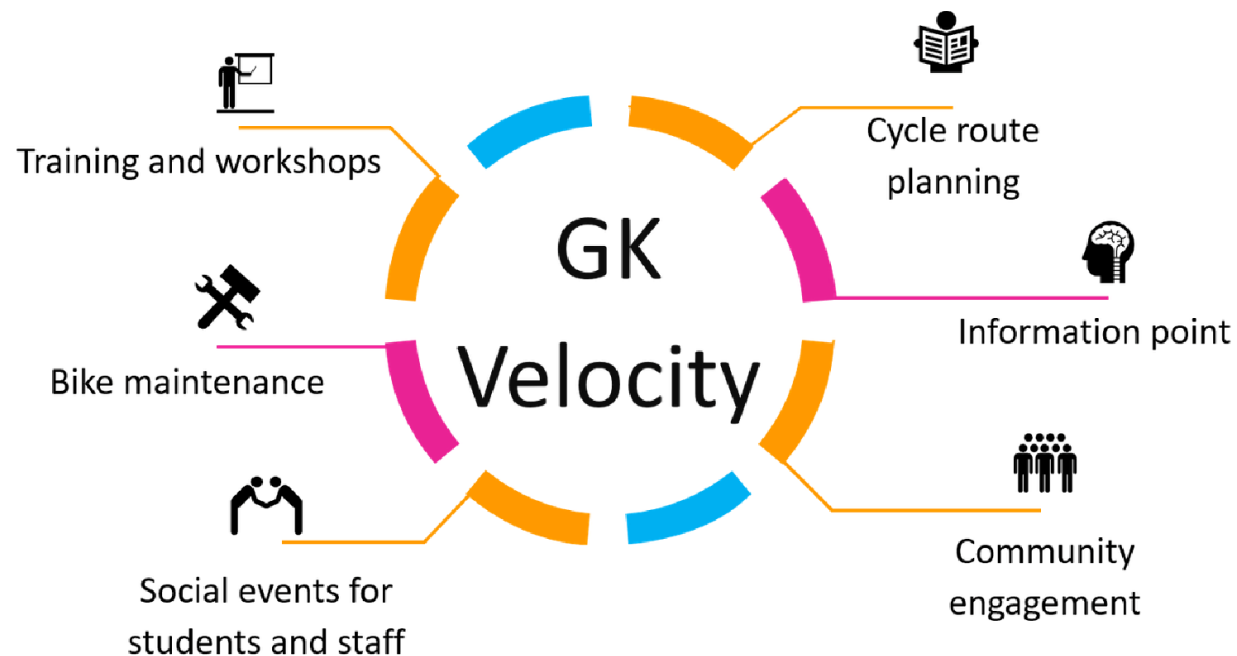 Training and workshops
Cycle route
planning
GK
Velocity
Information point
Bike maintenance
Community
engagement
Social events for
students and staff